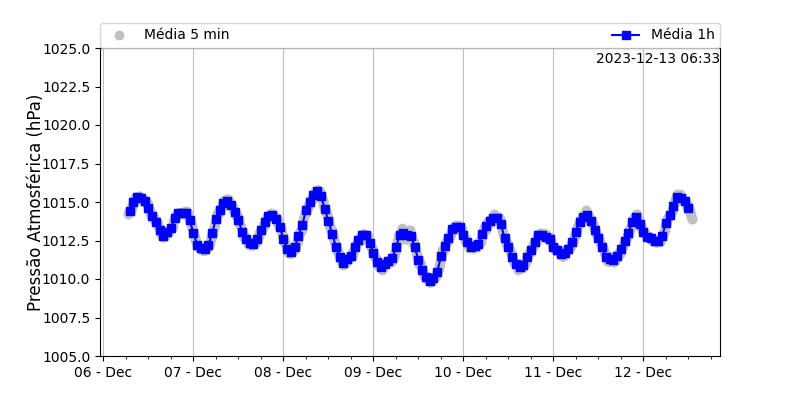 Média 5 min
Média 1h
2023-12-13 06:33
Pressão Atmosférica (hPa)
1025.0
1022.5
1020.0
1017.5
1015.0
1012.5
1010.0
1007.5
1005.0
06 - Dec
07 - Dec
08 - Dec
09 - Dec
10 - Dec
11 - Dec
12 - Dec